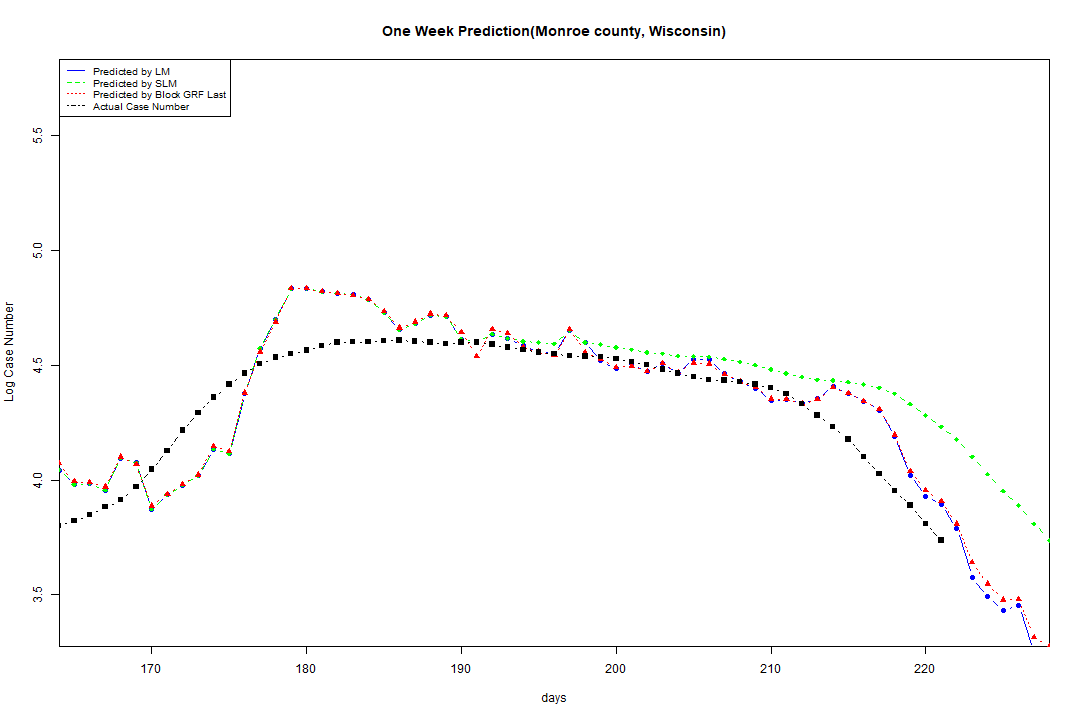 One Week Prediction(Monroe county, Wisconsin)
Predicted by LM
Predicted by SLM
Predicted by Block GRF Last
Actual Case Number
5.5
5.0
4.5
4.0
3.5
Log Case Number
170 180 190 200 210 220
days